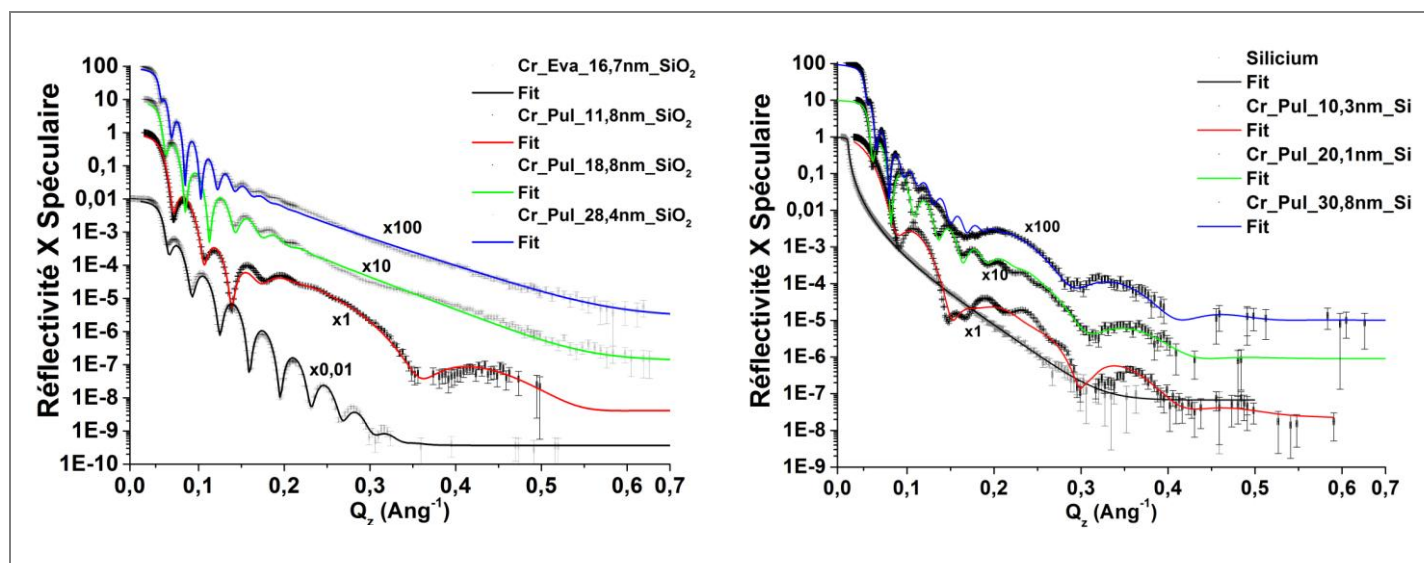 Réflectivité X Spéculaire
100
10
1
0,1
0,01
1E-3
1E-4
1E-5
1E-6
1E-7
1E-8
1E-9
1E-10
Cr_Eva_16,7nm_SiO2
Fit
Cr_Pul_11,8nm_SiO2
Fit
Cr_Pul_18,8nm_SiO2
Fit
Cr_Pul_28,4nm_SiO2
Fit
x100
x10
x1
x0,01
0,0 0,1 0,2 0,3 0,4 0,5 0,6 0,7
Qz (Ang-1)
Réflectivité X Spéculaire
100
10
1
0,1
0,01
1E-3
1E-4
1E-5
1E-6
1E-7
1E-8
1E-9
Silicium
Fit
Cr_Pul_10,3nm_Si
Fit
Cr_Pul_20,1nm_Si
Fit
Cr_Pul_30,8nm_Si
Fit
x100
x10
x1
0,0 0,1 0,2 0,3 0,4 0,5 0,6 0,7
Qz (Ang-1)